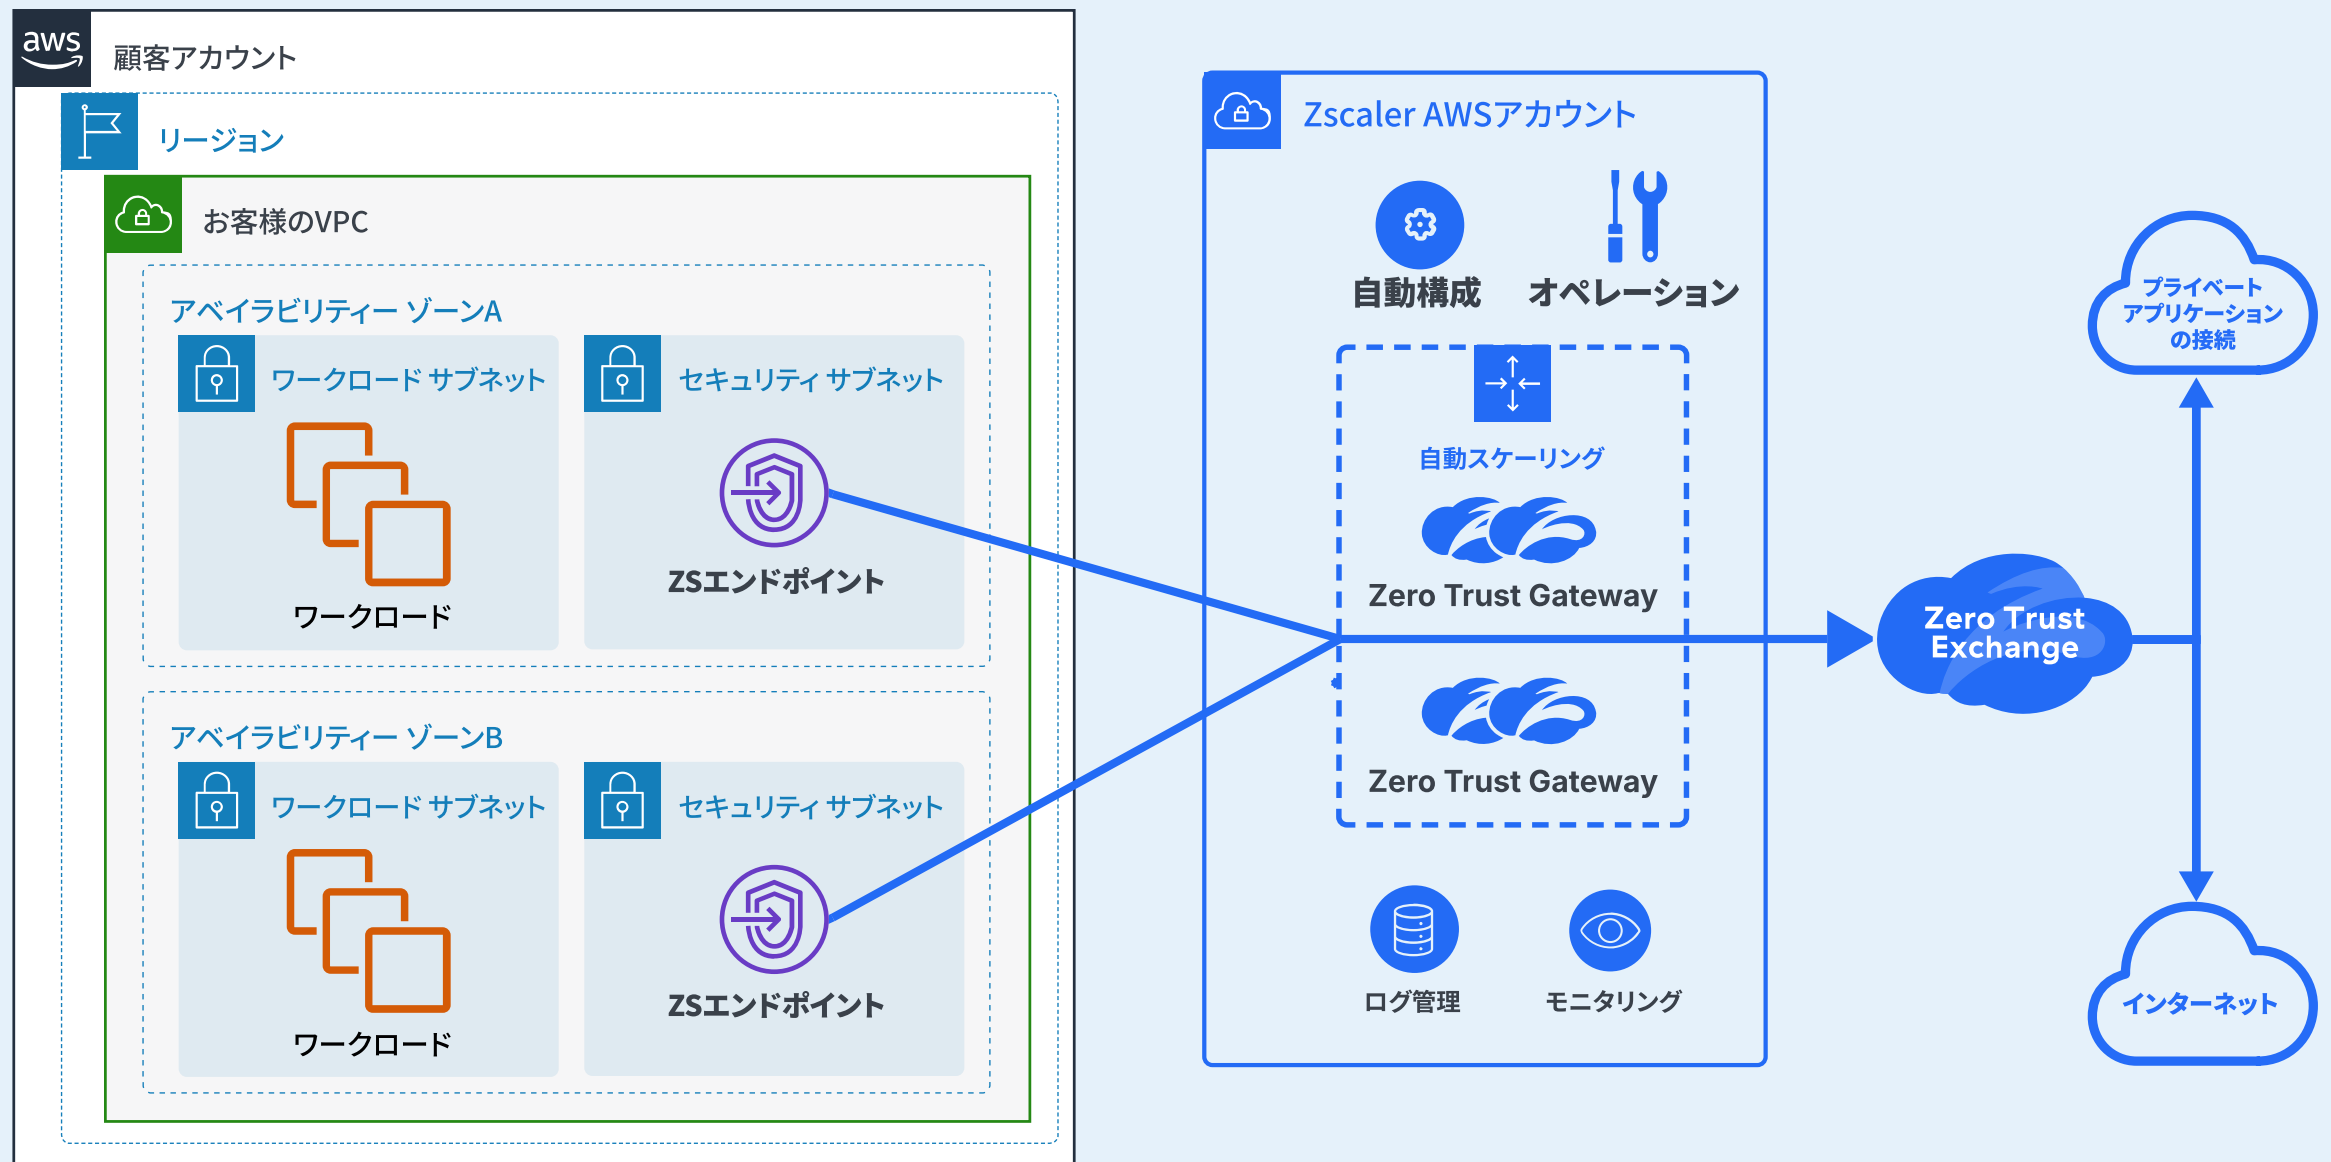 aws
顧客アカウント
リージョン
お客様のVPC
アベイラビリティー ゾーンA
ワークロード サブネット
セキュリティ サブネット
ワークロード
ZSエンドポイント
アベイラビリティー ゾーンB
ワークロード サブネット
セキュリティ サブネット
ワークロード
ZSエンドポイント
Zscaler AWSアカウント
自動構成
オペレーション
自動スケーリング
Zero Trust Gateway
Zero Trust Gateway
ログ管理
モニタリング
Zero Trust
Exchange
プライベート
アプリケーション
の接続
インターネット